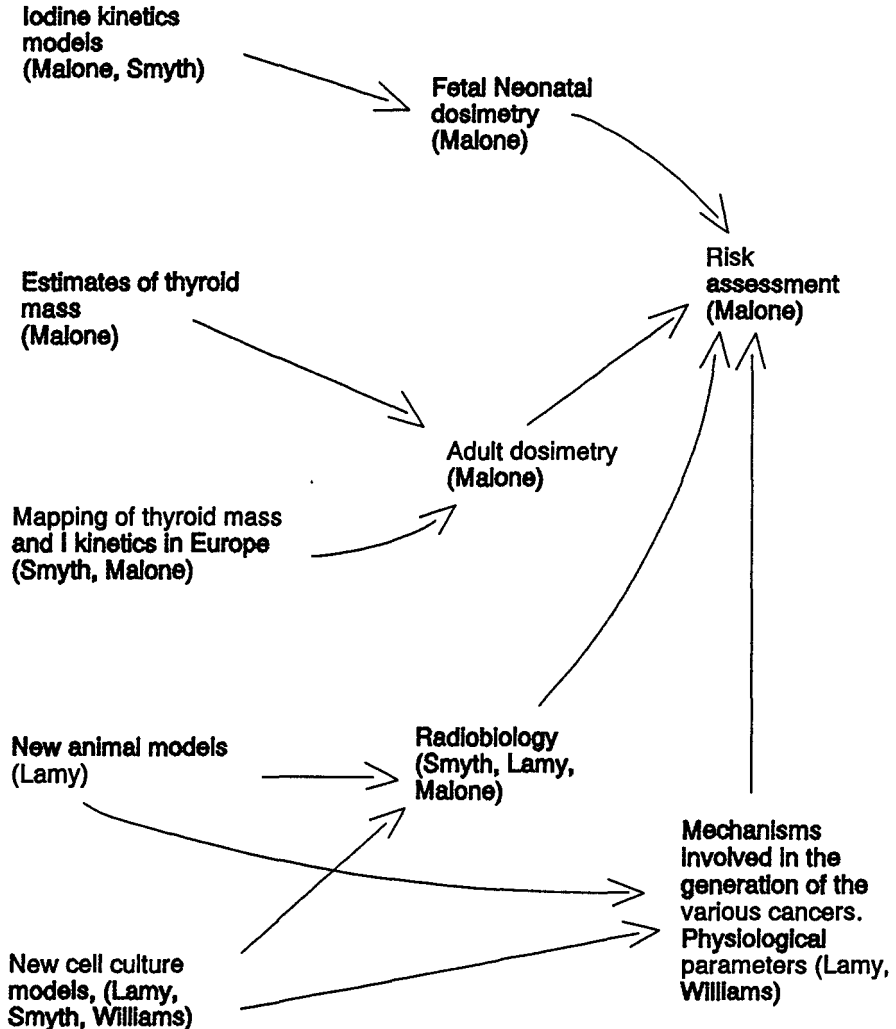 Iodine kinetics
models
(Malone, Smyth)
Fetal Neonatal
dosimetry
(Malone)
Risk
assessment
(Malone)
Estimates of thyroid
mass
(Malone)
Adult dosimetry
(Malone)
Mapping of thyroid mass
and I kinetics in Europe
(Smyth, Malone)
New animal models
(Lamy)
Radiobiology
(Smyth, Lamy,
Malone)
Mechanisms
involved in the
generation of the
various cancers.
Physiological
parameters (Lamy,
Williams)
New cell culture
models, (Lamy,
Smyth, Williams)